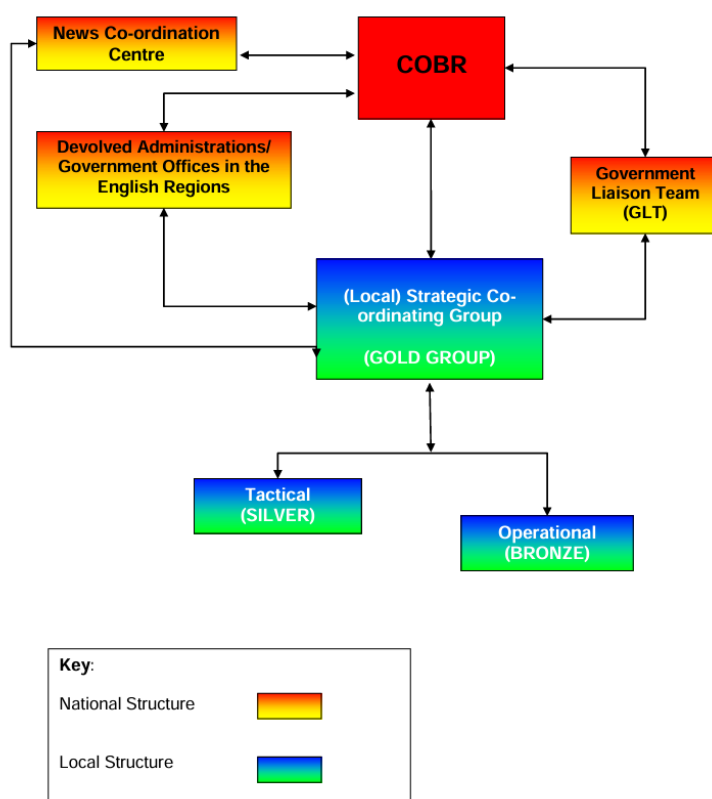 News Co-ordination
Centre
COBR
Devolved Administrations/
Government Offices in the
English Regions
Government
Liaison Team
(GLT)
(Local) Strategic Co-
ordinating Group
(GOLD GROUP)
Tactical
(SILVER)
Operational
(BRONZE)
Key:
National Structure
Local Structure